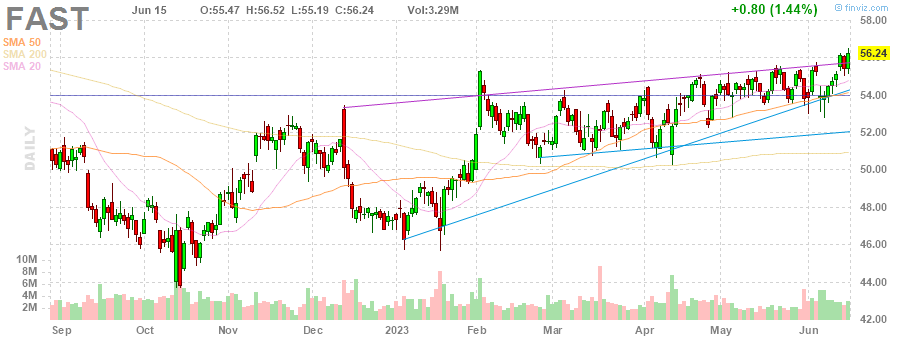 FAST Jun 15 O:55.47 H:56.52 L:55.19 C:56.24 Vol:3.29M +0.80 (1.44%) © finviz.com
58.00
SMA 50
SMA 200
SMA 20
56.24
56.00
54.00
DAILY
52.00
50.00
48.00
46.00
10M
8M
6M
4M
2M
44.00
42.00
Sep Oct Nov Dec 2023 Feb Mar Apr May Jun